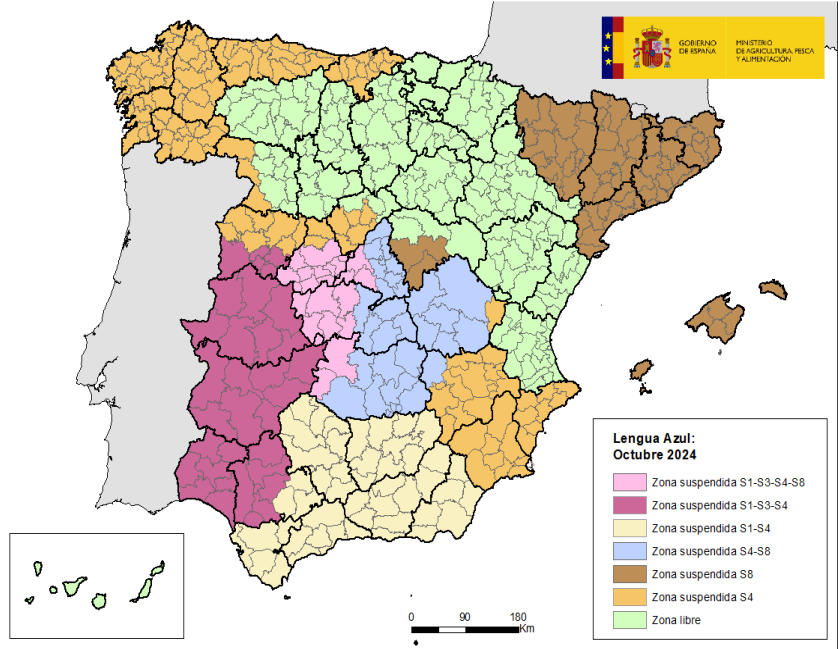 GOBIERNO
DE ESPAÑA
MINISTERIO
DE AGRICULTURA, PESCA
Y ALIMENTACIÓN
Lengua Azul:
Octubre 2024
Zona suspendida S1-S3-S4-S8
Zona suspendida S1-S3-S4
Zona suspendida S1-S4
Zona suspendida S4-S8
Zona suspendida S8
Zona suspendida S4
Zona libre
0 90 180
Km